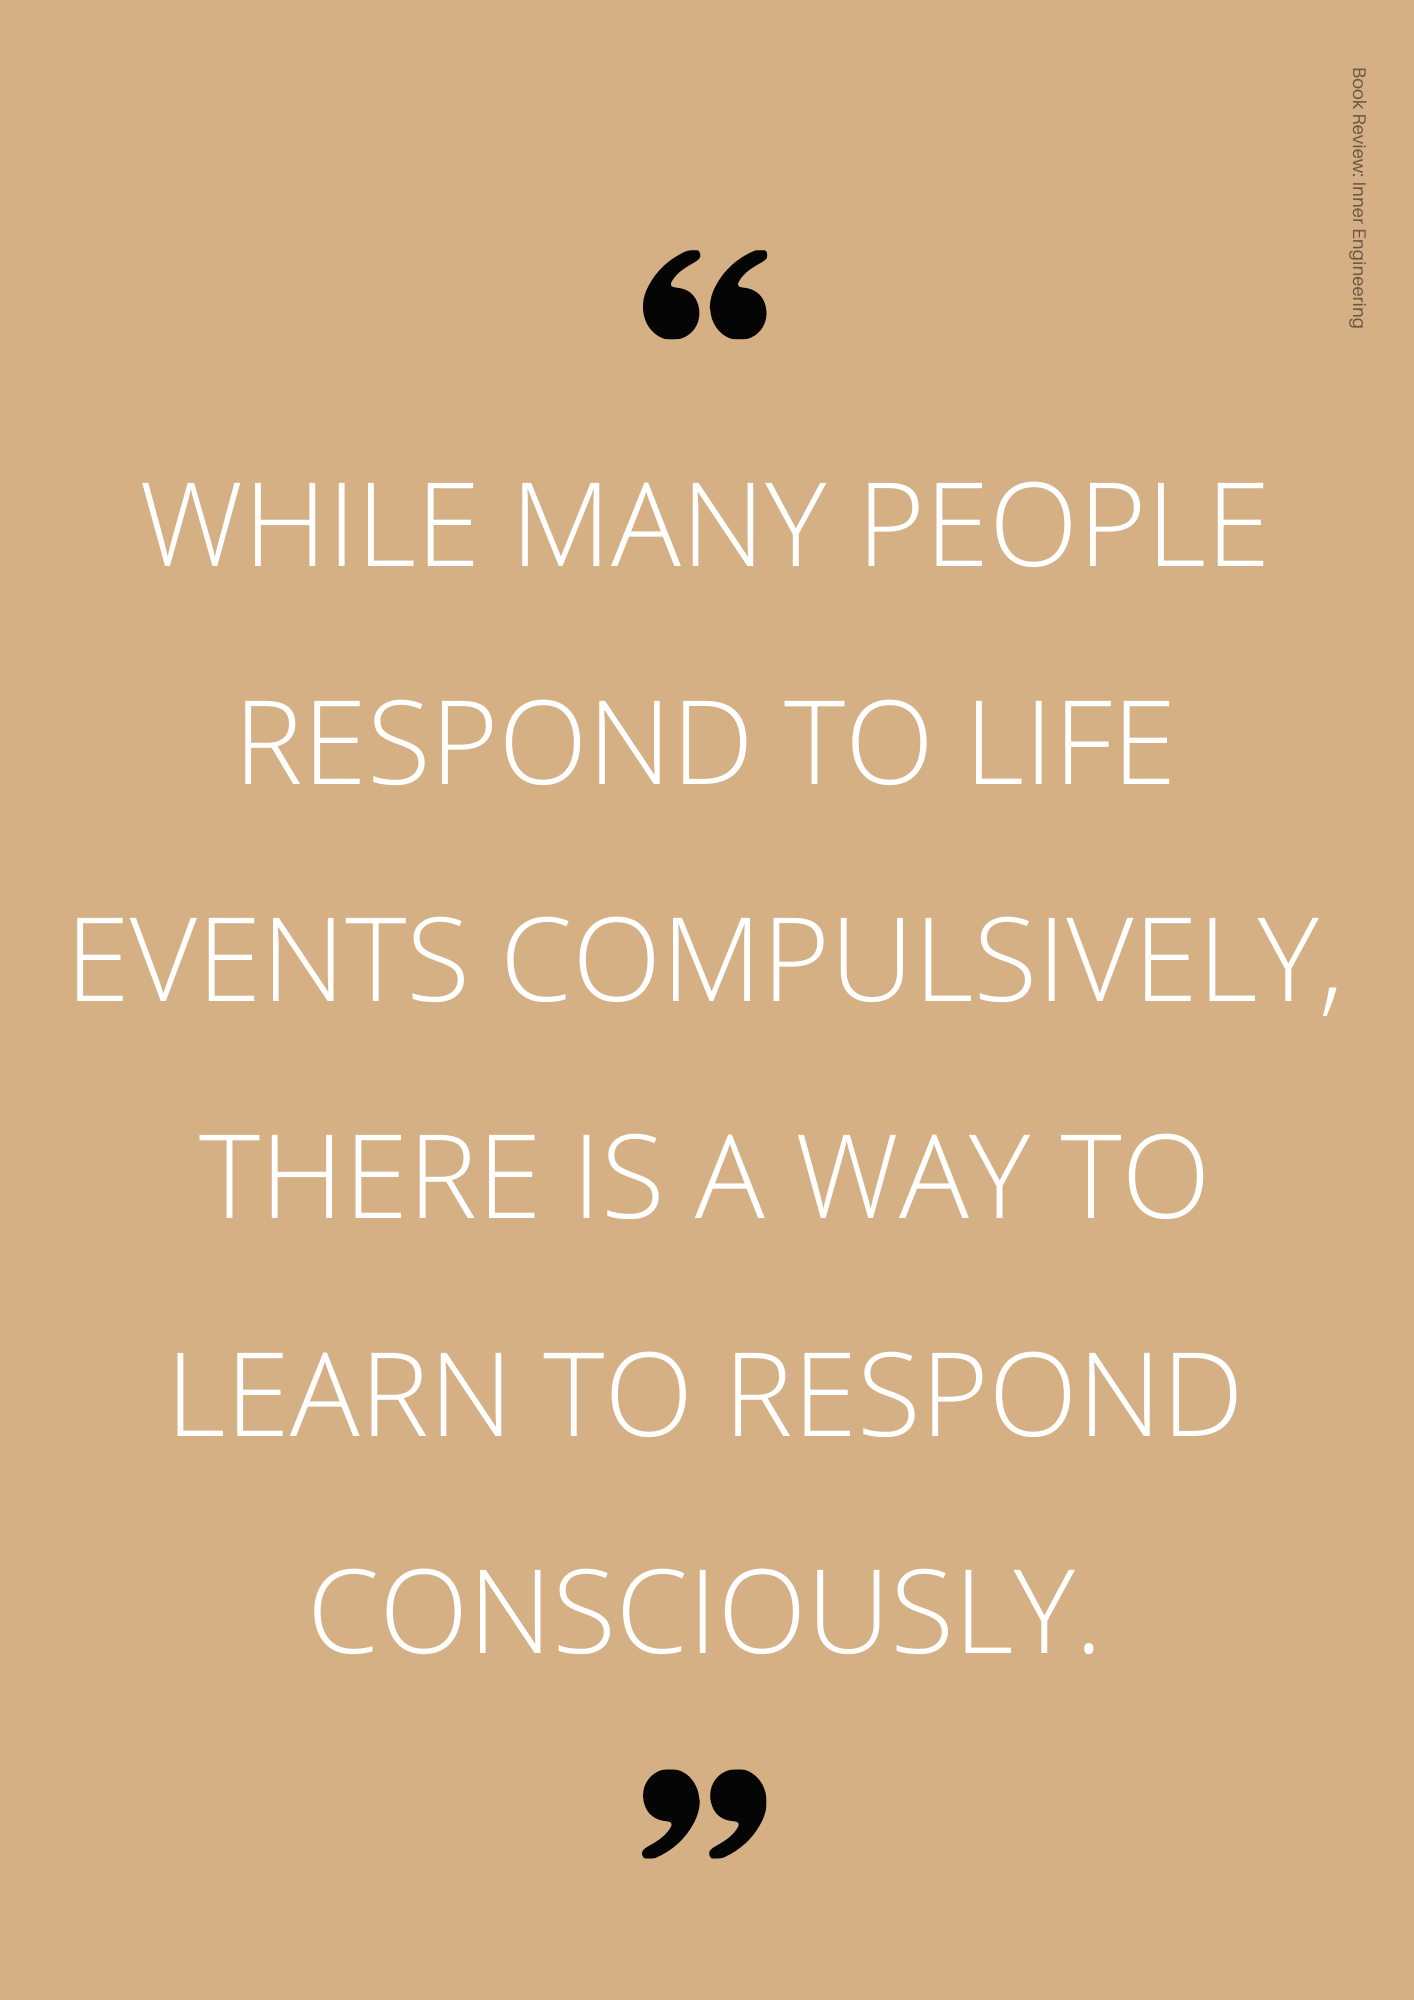 Book Review: Inner Engineering
“
WHILE MANY PEOPLE
RESPOND TO LIFE
EVENTS COMPULSIVELY,
THERE IS A WAY TO
LEARN TO RESPOND
CONSCIOUSLY.
”